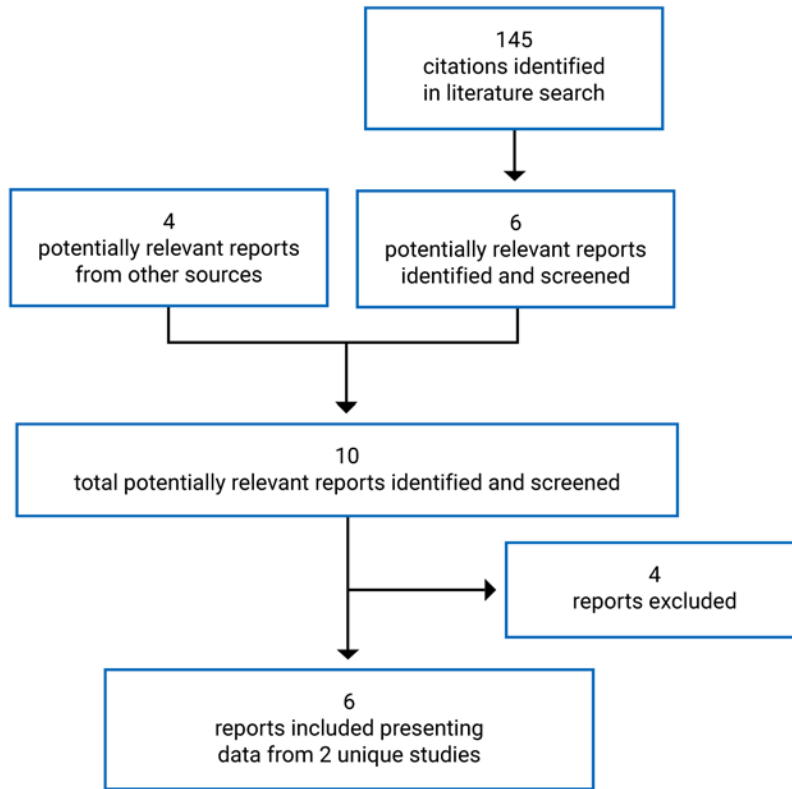 145
citations identified
in literature search
4
potentially relevant reports
from other sources
6
potentially relevant reports
identified and screened
10
total potentially relevant reports identified and screened
4
reports excluded
6
reports included presenting
data from 2 unique studies